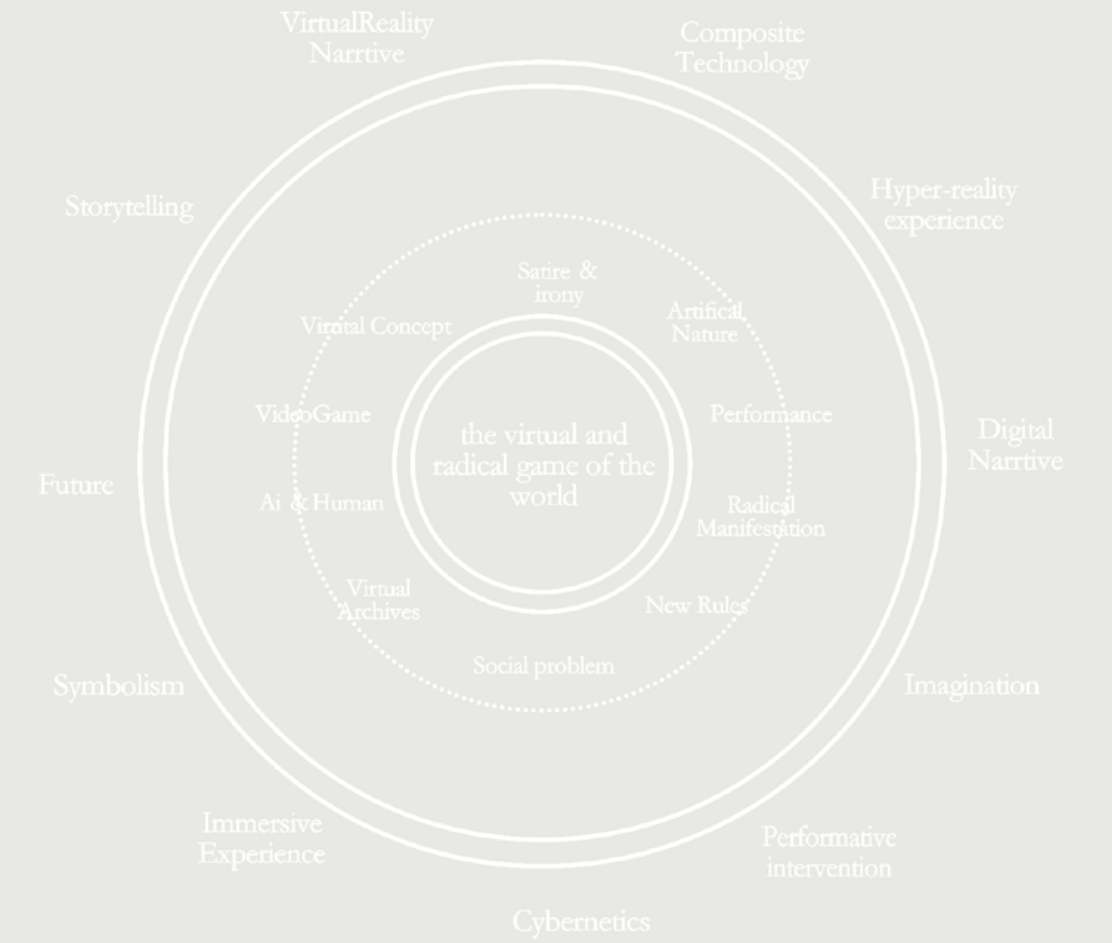 VirtualReality
Narrtive
Composite
Technology
Storytelling
Hyper-reality
experience
Satire & 
irony
Virutal Concept
Artifical
Nature
VideoGame
Performance
the virtual and
radical game of the
world
Digital
Narrtive
Future
Ai & Human
Radical
Manifestation
Virtual
Archives
New Rules
Social problem
Symbolism
Imagination
Immersive
Experience
Performative
intervention
Cybernetics